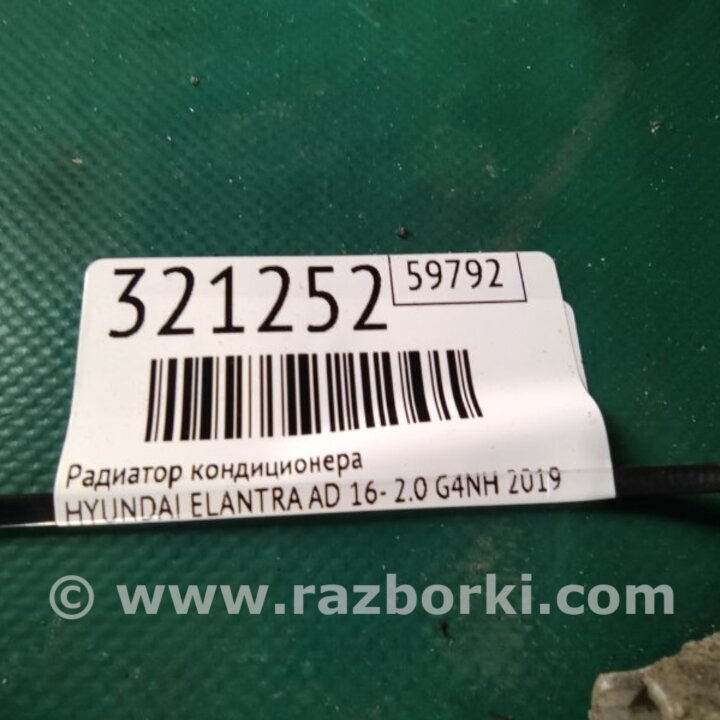 321252
59792
Радиатор кондиционера
HYUNDAI ELANTRA AD 16- 2.0 G4NH 2019
© www.razborki.com